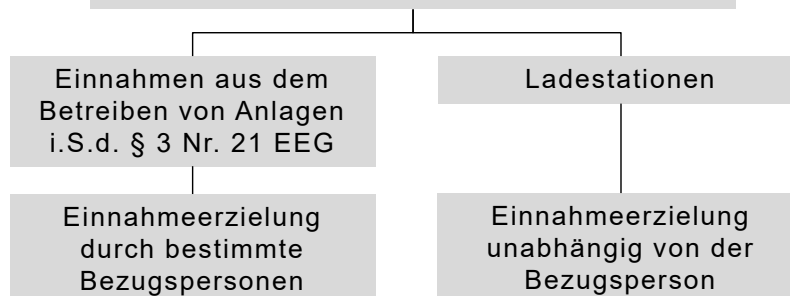 Einnahmen aus dem
Betreiben von Anlagen
i.S.d. § 3 Nr. 21 EEG
Ladestationen
Einnahmeerzielung
durch bestimmte
Bezugspersonen
Einnahmeerzielung
unabhängig von der
Bezugsperson